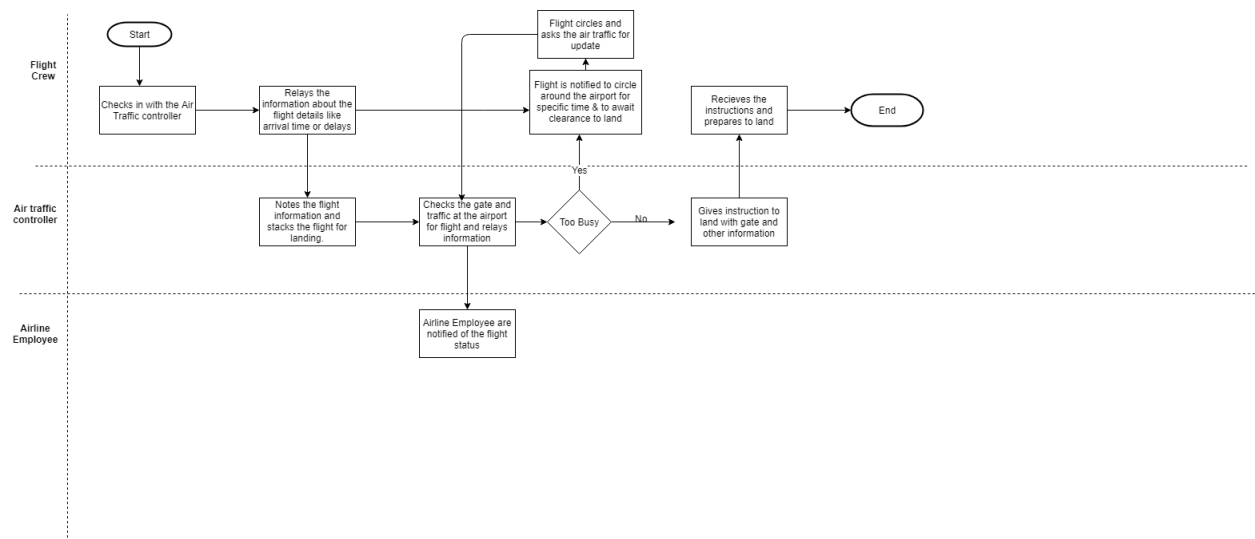 Flight
Crew
Start
Checks in with the Air
Traffic controller
Relays the
information about the
flight details like
arrival time or delays
Flight circles and
asks the air traffic for
update
Flight is notified to circle
around the airport for
specific time & to await
clearance to land
Recieves the
instructions and
prepares to land
End
Air traffic
controller
Notes the flight
information and
stacks the flight for
landing.
Checks the gate and
traffic at the airport
for flight and relays
information
Too Busy
Yes
No
Gives instruction to
land with gate and
other information
Airline
Employee
Airline Employee are
notified of the flight
status